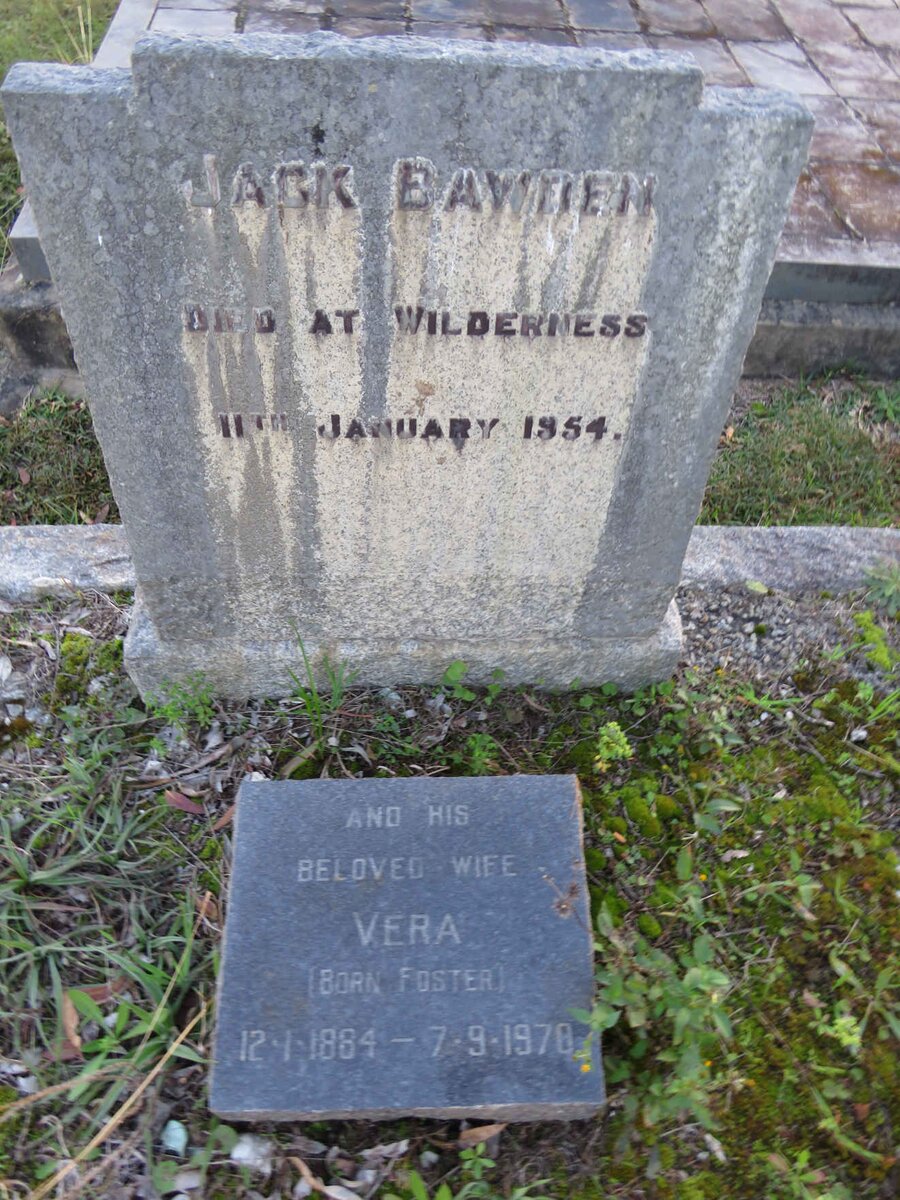 JACK BAWDEN
DIED AT WILDERNESS
11TH JANUARY 1954.
AND HIS
BELOVED WIFE
VERA
(BORN FOSTER)
12·1·1884 – 7·9·1970